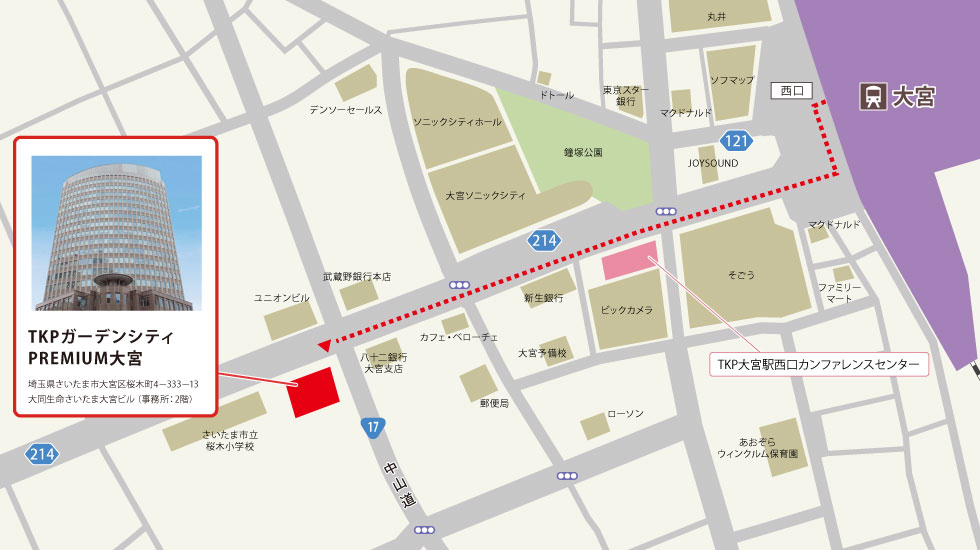 丸井
ソフマップ
大宮
西口
デンソーセールス
ドトール
東京スター
銀行
マクドナルド
ソニックシティホール
鐘塚公園
121
JOYSOUND
大宮ソニックシティ
マクドナルド
214
そごう
武蔵野銀行本店
ファミリー
マート
ユニオンビル
新生銀行
ビックカメラ
カフェ・ベローチェ
TKPガーデンシティ
PREMIUM大宮
埼玉県さいたま市大宮区桜木町4-333-13
大同生命さいたま大宮ビル(事務所:2階)
八十二銀行
大宮支店
大宮予備校
TKP大宮駅西口カンファレンスセンター
郵便局
ローソン
17
さいたま市立
桜木小学校
あおぞら
ウィンクルム保育園
214
中山道